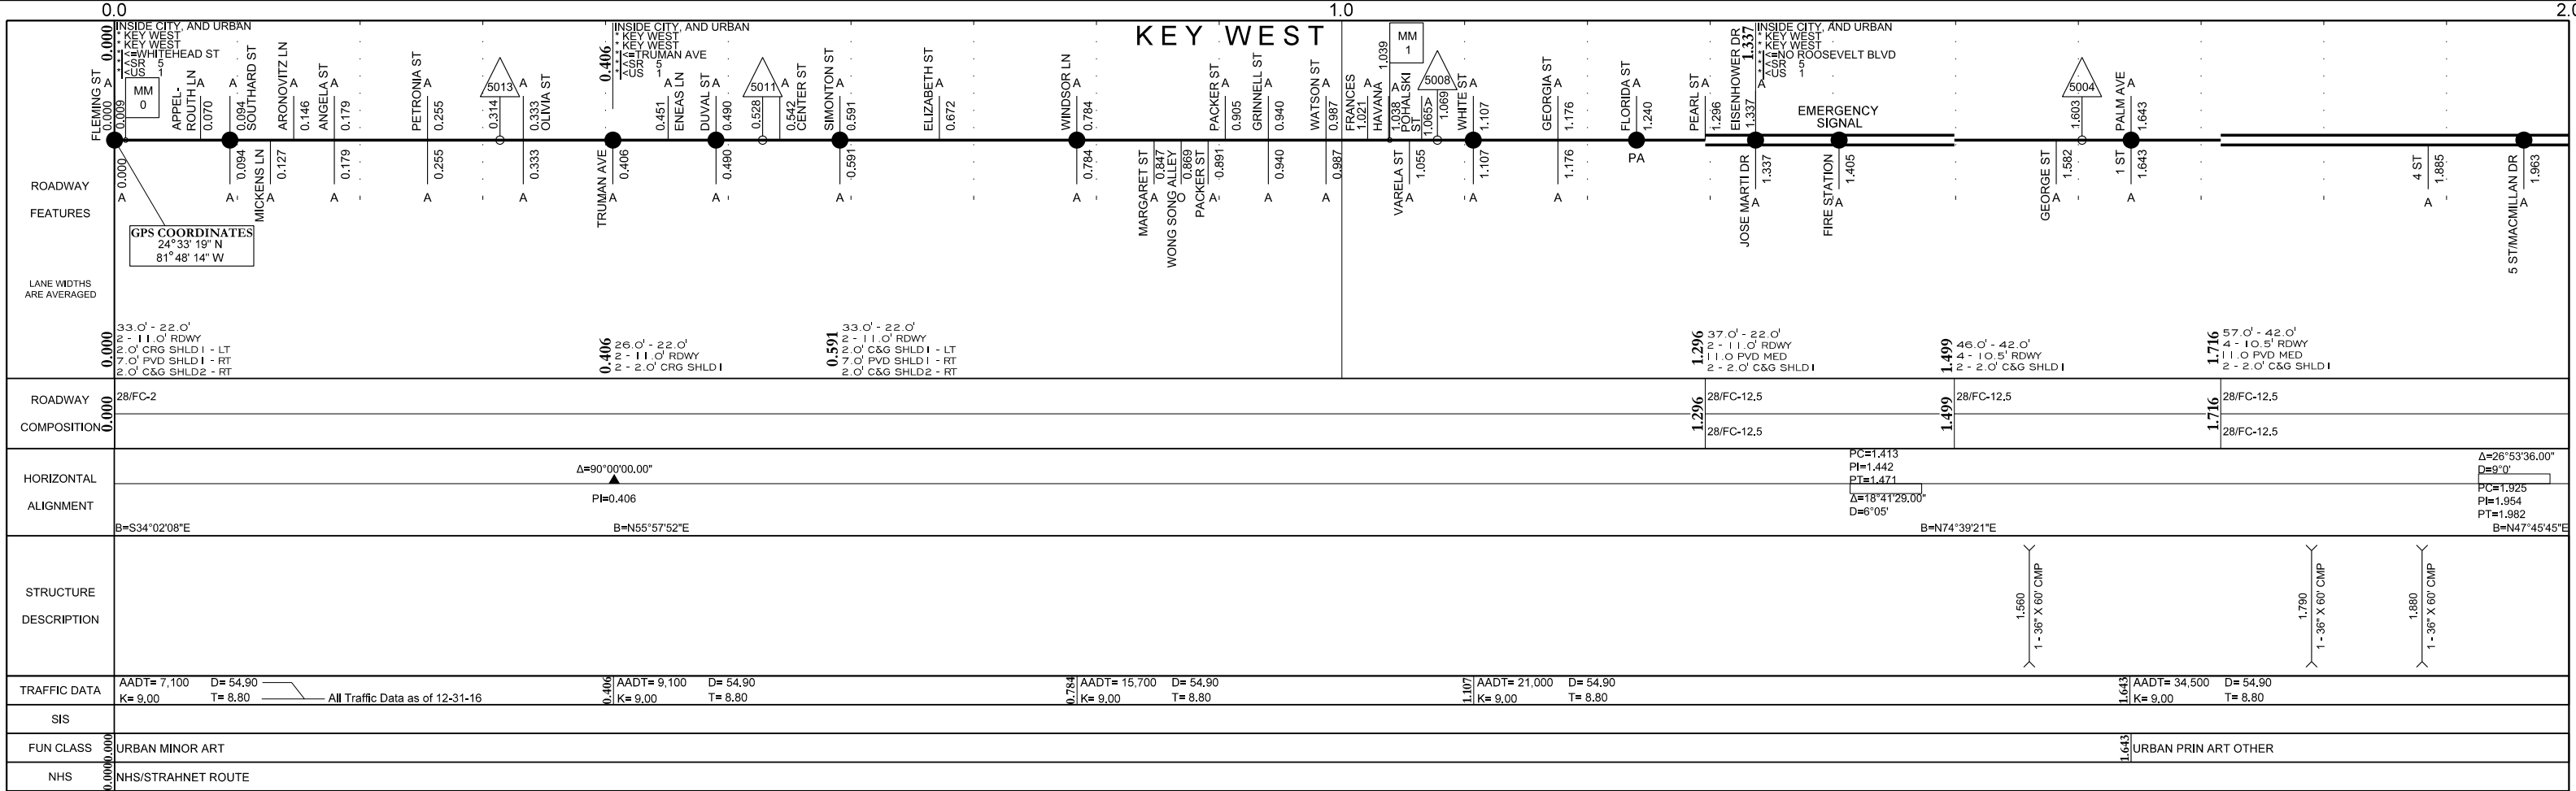 0.0
1.0
2.0
KEY WEST
0.000
INSIDE CITY, AND URBAN
* KEY WEST
* KEY WEST
* <=WHITEHEAD ST
* <SR 5
* <US 1
0.406
INSIDE CITY, AND URBAN
* KEY WEST
* KEY WEST
* <=TRUMAN AVE
* <SR 5
* <US 1
1.337
INSIDE CITY, AND URBAN
* KEY WEST
* KEY WEST
* <=NO ROOSEVELT BLVD
* <SR 5
* <US 1
FLEMING ST
A
0.000
0.009
MM
0
APPEL-
ROUTH LN
A
0.070
A
0.094
SOUTHARD ST
ARONOVITZ LN
A
0.146
ANGELA ST
A
0.179
PETRONIA ST
A
0.255
5013
0.314
A
0.333
OLIVIA ST
A
0.451
ENEAS LN
DUVAL ST
A
0.490
5011
0.528
A
0.542
CENTER ST
SIMONTON ST
A
0.591
ELIZABETH ST
A
0.672
WINDSOR LN
A
0.784
PACKER ST
A
0.905
GRINNELL ST
A
0.940
WATSON ST
A
0.987
FRANCES
A
1.021
HAVANA
A
1.038
1.039
MM
1
POHALSKI
ST
1.065
A
5008
1.069
WHITE ST
A
1.107
GEORGIA ST
A
1.176
FLORIDA ST
A
1.240
PEARL ST
A
1.296
EISENHOWER DR
A
1.337
EMERGENCY
SIGNAL
5004
1.603
PALM AVE
A
1.643
ROADWAY
FEATURES
0.000
A
0.094
A
MICKENS LN
0.127
A
0.179
A
0.255
A
0.333
A
TRUMAN AVE
0.406
A
0.490
A
0.591
A
0.784
A
MARGARET ST
0.847
A
WONG SONG ALLEY
0.869
O
PACKER ST
0.891
A
0.940
A
0.987
A
VARELA ST
1.055
A
1.107
A
1.176
A
PA
JOSE MARTI DR
1.337
A
FIRE STATION
1.405
A
GEORGE ST
1.582
A
1 ST
1.643
A
4 ST
1.885
A
5 ST/MACMILLAN DR
1.963
A
GPS COORDINATES
24°33' 19" N
81°48' 14" W
LANE WIDTHS
ARE AVERAGED
0.000
33.0' - 22.0'
2 - 11.0' RDWY
2.0' CRG SHLD1 - LT
7.0' PVD SHLD1 - RT
2.0' C&G SHLD2 - RT
0.406
26.0' - 22.0'
2 - 11.0' RDWY
2 - 2.0' CRG SHLD1
0.591
33.0' - 22.0'
2 - 11.0' RDWY
2.0' C&G SHLD1 - LT
7.0' PVD SHLD1 - RT
2.0' C&G SHLD2 - RT
1.296
37.0' - 22.0'
2 - 11.0' RDWY
11.0 PVD MED
2 - 2.0' C&G SHLD1
1.499
46.0' - 42.0'
4 - 10.5' RDWY
2 - 2.0' C&G SHLD1
1.716
57.0' - 42.0'
4 - 10.5' RDWY
11.0 PVD MED
2 - 2.0' C&G SHLD1
ROADWAY
COMPOSITION
0.000
28/FC-2
1.296
28/FC-12.5
28/FC-12.5
1.499
28/FC-12.5
1.716
28/FC-12.5
28/FC-12.5
HORIZONTAL
ALIGNMENT
B=S34°02'08"E
Δ=90°00'00.00"
PI=0.406
B=N55°57'52"E
PC=1.413
PI=1.442
PT=1.471
Δ=18°41'29.00"
D=6°05'
B=N74°39'21"E
Δ=26°53'36.00"
D=9°0'
PC=1.925
PI=1.954
PT=1.982
B=N47°45'45"E
STRUCTURE
DESCRIPTION
1.560
1 - 36" X 60' CMP
1.790
1 - 36" X 60' CMP
1.880
1 - 36" X 60' CMP
TRAFFIC DATA
AADT= 7,100 D= 54.90
K= 9.00 T= 8.80
All Traffic Data as of 12-31-16
0.406
AADT= 9,100 D= 54.90
K= 9.00 T= 8.80
0.784
AADT= 15,700 D= 54.90
K= 9.00 T= 8.80
1.107
AADT= 21,000 D= 54.90
K= 9.00 T= 8.80
1.643
AADT= 34,500 D= 54.90
K= 9.00 T= 8.80
SIS
FUN CLASS
0.000
URBAN MINOR ART
1.643
URBAN PRIN ART OTHER
NHS
0.000
NHS/STRAHNET ROUTE